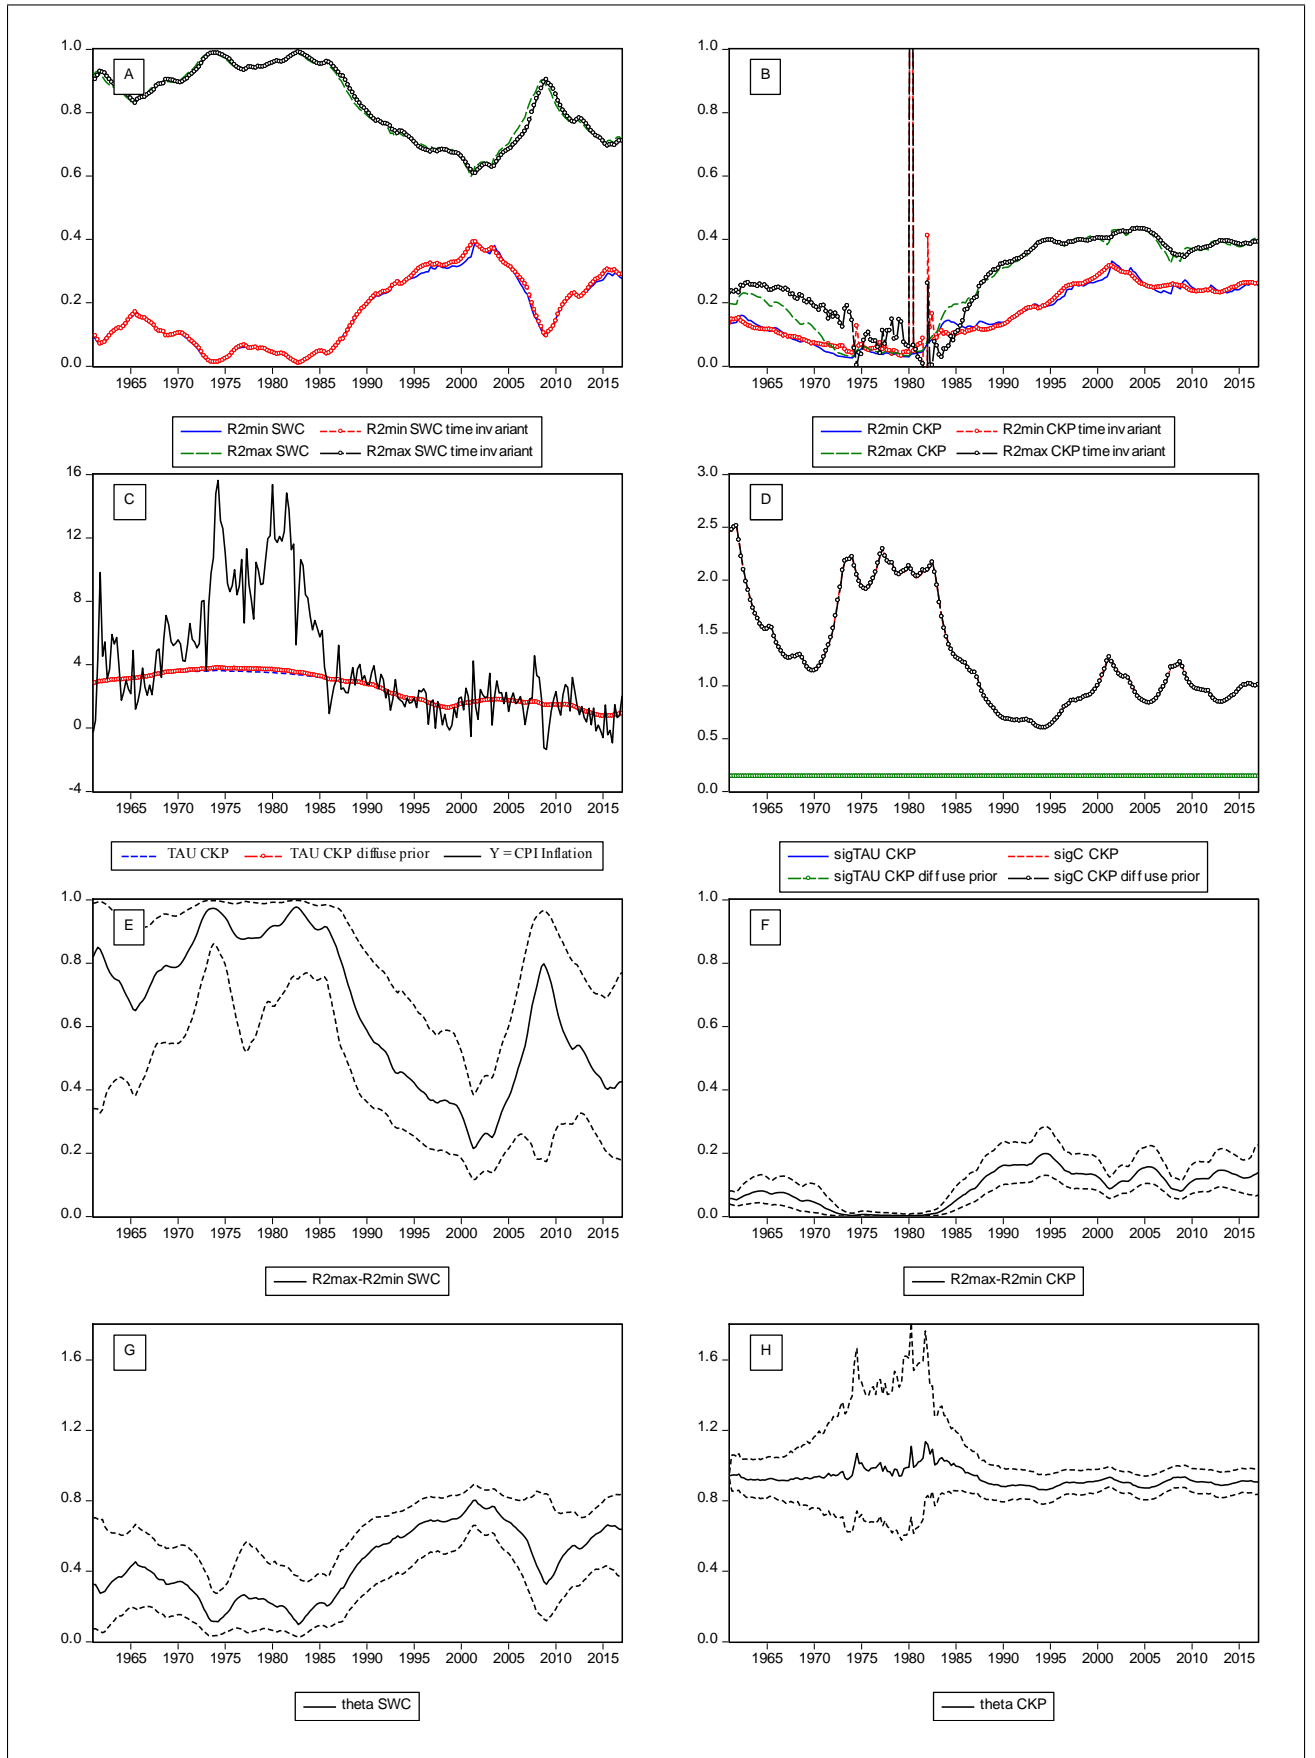 A
1.0
0.8
0.6
0.4
0.2
0.0
1965 1970 1975 1980 1985 1990 1995 2000 2005 2010 2015
R2min SWC R2min SWC time invariant
R2max SWC R2max SWC time invariant
B
1.0
0.8
0.6
0.4
0.2
0.0
1965 1970 1975 1980 1985 1990 1995 2000 2005 2010 2015
R2min CKP R2min CKP time invariant
R2max CKP R2max CKP time invariant
C
16
12
8
4
0
-4
1965 1970 1975 1980 1985 1990 1995 2000 2005 2010 2015
TAU CKP TAU CKP diffuse prior Y = CPI Inflation
D
3.0
2.5
2.0
1.5
1.0
0.5
0.0
1965 1970 1975 1980 1985 1990 1995 2000 2005 2010 2015
sigTAU CKP sigC CKP
sigTAU CKP diffuse prior sigC CKP diffuse prior
E
1.0
0.8
0.6
0.4
0.2
0.0
1965 1970 1975 1980 1985 1990 1995 2000 2005 2010 2015
R2max-R2min SWC
F
1.0
0.8
0.6
0.4
0.2
0.0
1965 1970 1975 1980 1985 1990 1995 2000 2005 2010 2015
R2max-R2min CKP
G
1.6
1.2
0.8
0.4
0.0
1965 1970 1975 1980 1985 1990 1995 2000 2005 2010 2015
theta SWC
H
1.6
1.2
0.8
0.4
0.0
1965 1970 1975 1980 1985 1990 1995 2000 2005 2010 2015
theta CKP